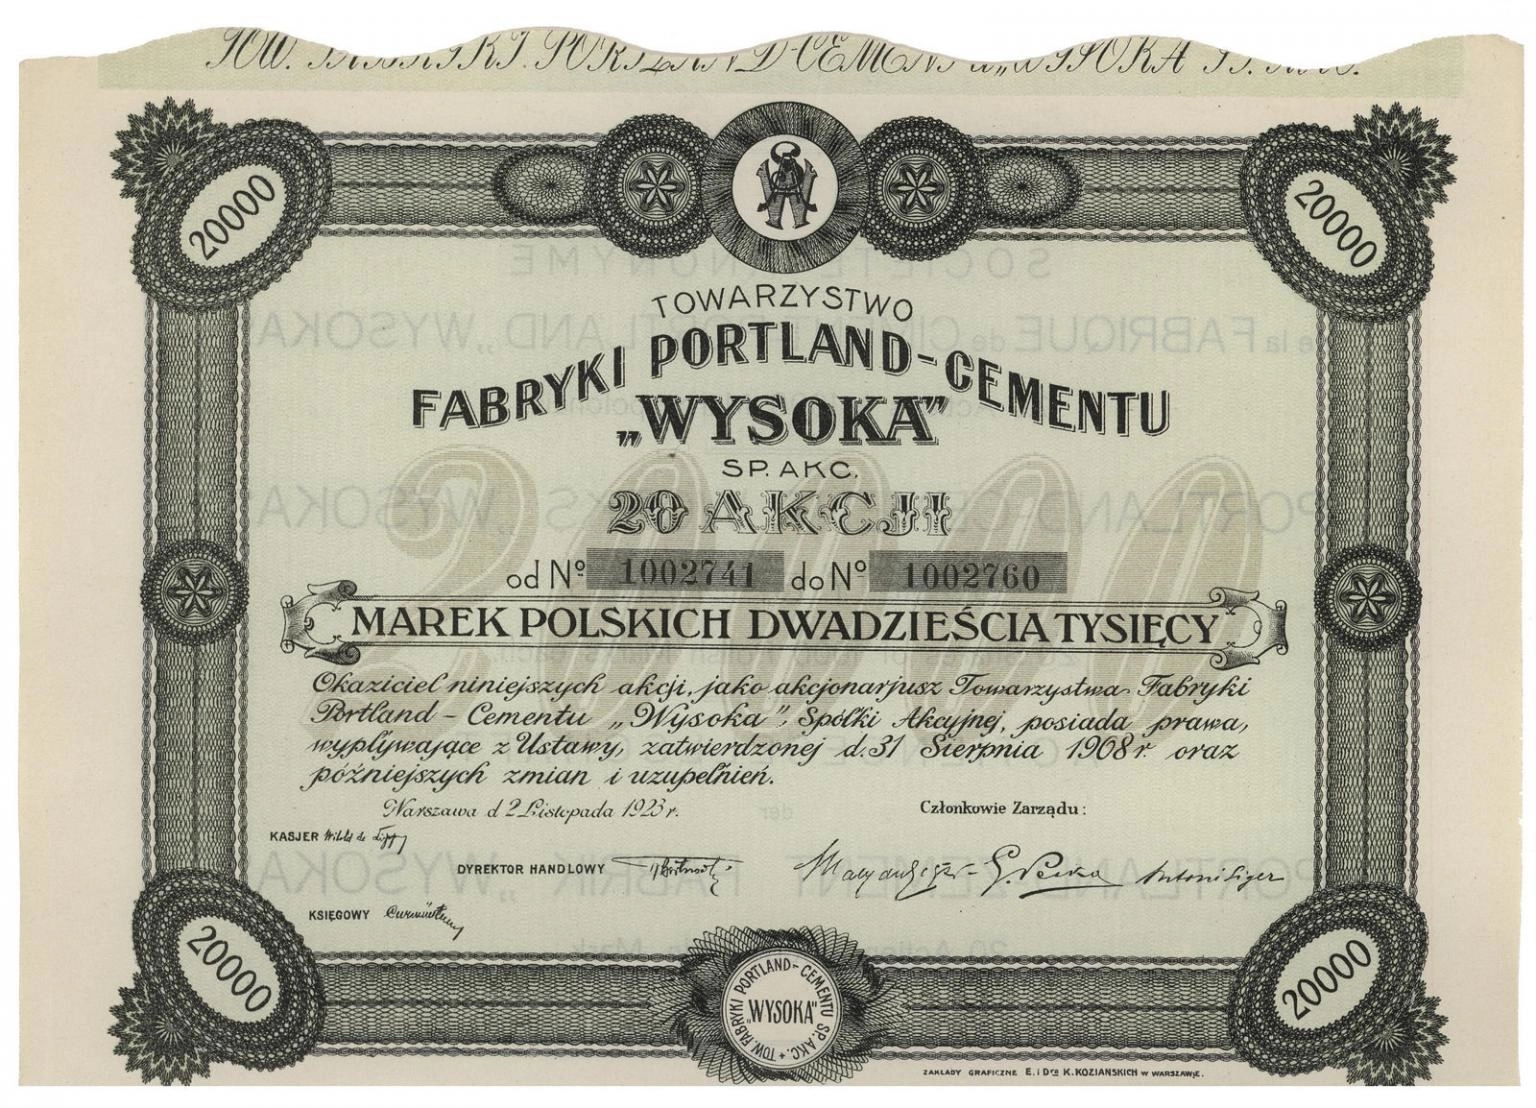 20000
20000
TOWARZYSTWO
FABRYKI PORTLAND-CEMENTU
„WYSOKA"
SP. AKC.
20 AKCJI
od Nº 1002741 do Nº 1002760
MAREK POLSKICH DWADZIEŚCIA TYSIĘCY
20000
Okaziciel niniejszych akcji, jako akcjonarjusz Towarzystwa Fabryki
Portland - Cementu „Wysoka", Spółki Akcyjnej, posiada prawa,
wypływające z Ustawy, zatwierdzonej d. 31 Sierpnia 1908 r. oraz
późniejszych zmian i uzupełnień.
Warszawa d 2 Listopada 1923 r.
Członkowie Zarządu:
KASJER
DYREKTOR HANDLOWY
Antoni Eiger
KSIĘGOWY
20000
20000
TOW. FABRYKI PORTLAND-CEMENTU SP. AKC.
„WYSOKA"
ZAKŁADY GRAFICZNE E. i Dra K. KOZIAŃSKICH w WARSZAWIE.